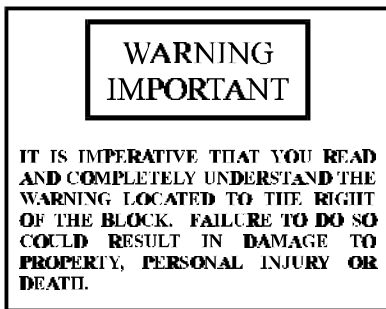 WARNING
IMPORTANT
IT IS IMPERATIVE THAT YOU READ
AND COMPLETELY UNDERSTAND THE
WARNING LOCATED TO THE RIGHT
OF THE BLOCK. FAILURE TO DO SO
COULD RESULT IN DAMAGE TO
PROPERTY, PERSONAL INJURY OR
DEATH.